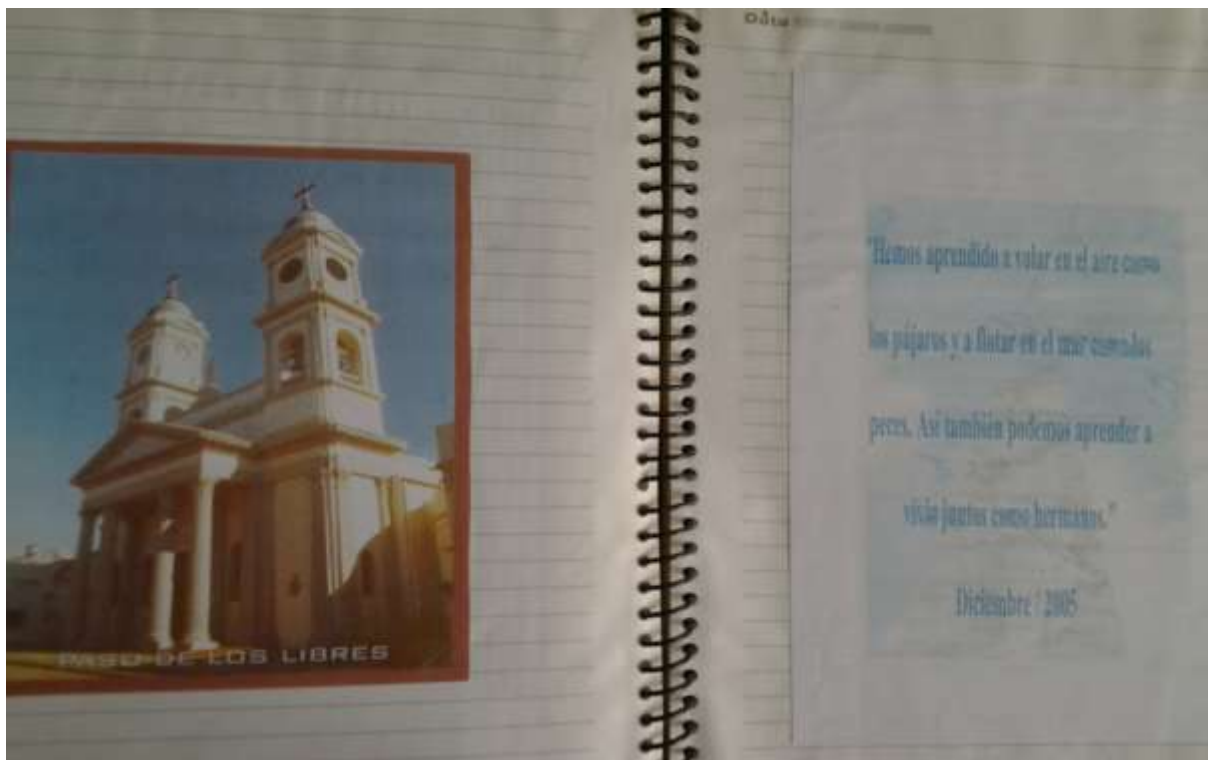 PASO DE LOS LIBRES
"Hemos aprendido a volar en el aire como
los pájaros y a flotar en el mar como los
peces. Así también podemos aprender a
vivir juntos como hermanos."
Diciembre / 2005